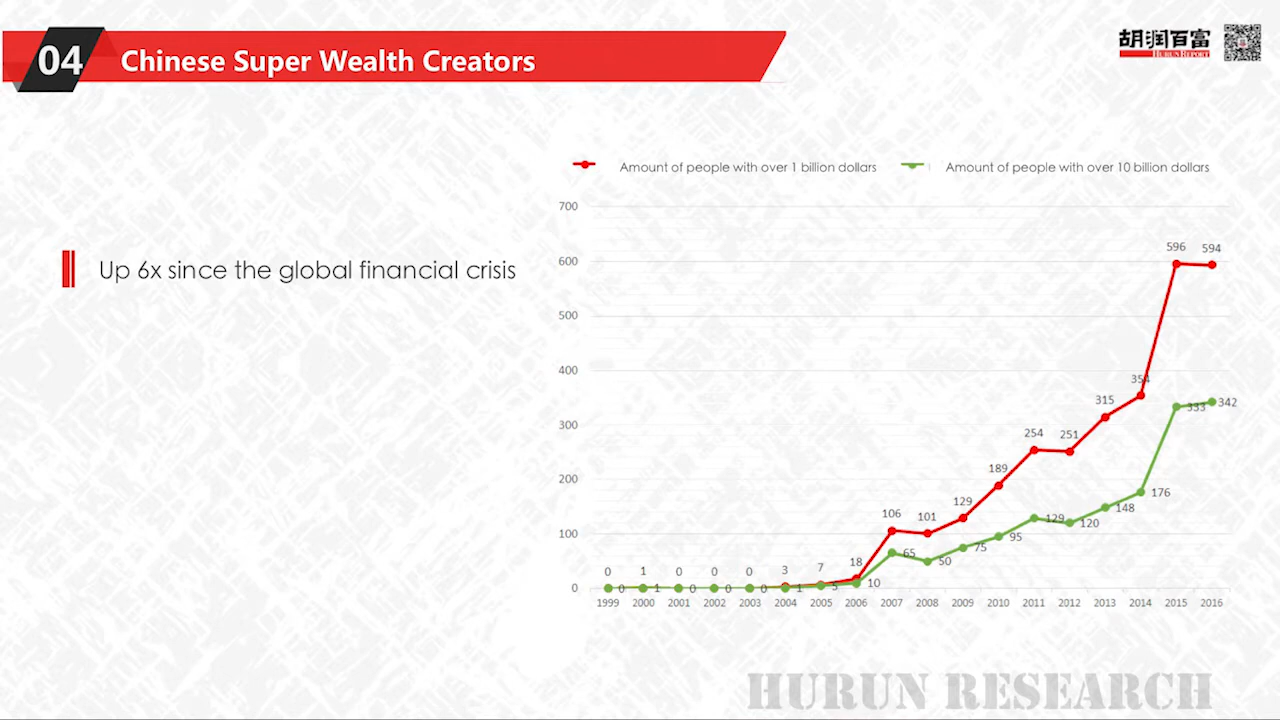 04
Chinese Super Wealth Creators
胡润百富
HURUN REPORT
Amount of people with over 1 billion dollars
Amount of people with over 10 billion dollars
Up 6x since the global financial crisis
700
600
500
400
300
200
100
0
0 1 0 0 0 3 7 18 106 101 129 189 254 251 315 354 596 594
0 1 0 0 0 1 5 10 65 50 75 95 129 120 148 176 333 342
1999 2000 2001 2002 2003 2004 2005 2006 2007 2008 2009 2010 2011 2012 2013 2014 2015 2016
HURUN RESEARCH